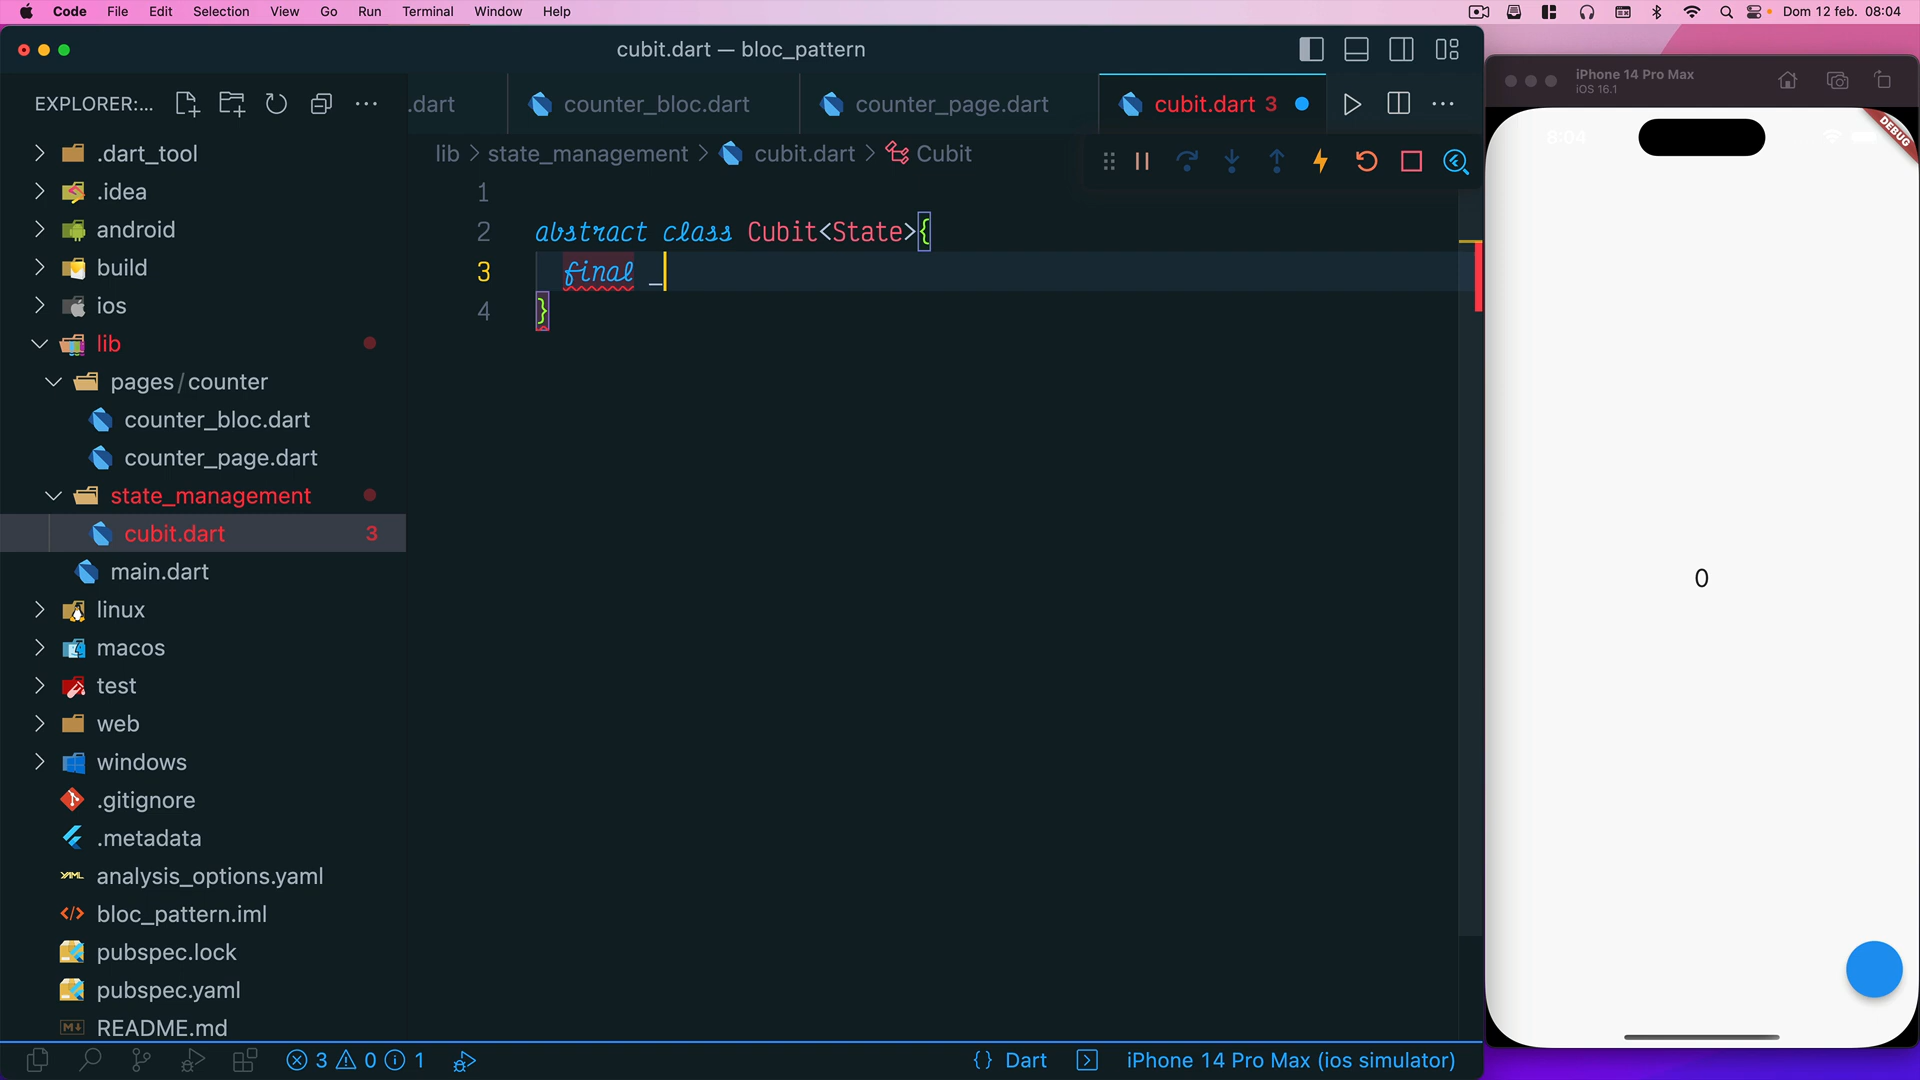 Code File Edit Selection View Go Run Terminal Window Help
Dom 12 feb. 08:04
cubit.dart — bloc_pattern
EXPLORER:...
.dart
counter_bloc.dart
counter_page.dart
cubit.dart 3
lib > state_management > cubit.dart > Cubit
1
2 abstract class Cubit<State>{
3 final _
4 }
.dart_tool
.idea
android
build
ios
lib
pages/counter
counter_bloc.dart
counter_page.dart
state_management
cubit.dart 3
main.dart
linux
macos
test
web
windows
.gitignore
.metadata
analysis_options.yaml
bloc_pattern.iml
pubspec.lock
pubspec.yaml
README.md
3 0 1
{} Dart
iPhone 14 Pro Max (ios simulator)
iPhone 14 Pro Max
iOS 16.1
8:04
DEBUG
0